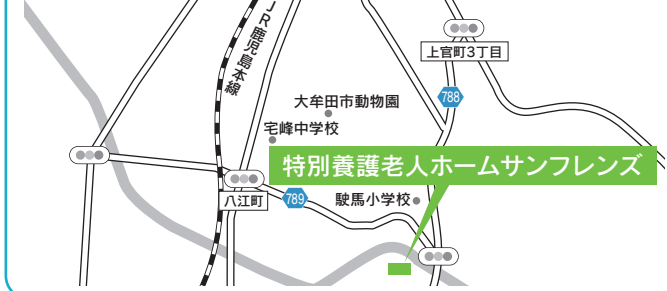 JR鹿児島本線
上官町3丁目
788
大牟田市動物園
宅峰中学校
特別養護老人ホームサンフレンズ
八江町
789
駛馬小学校